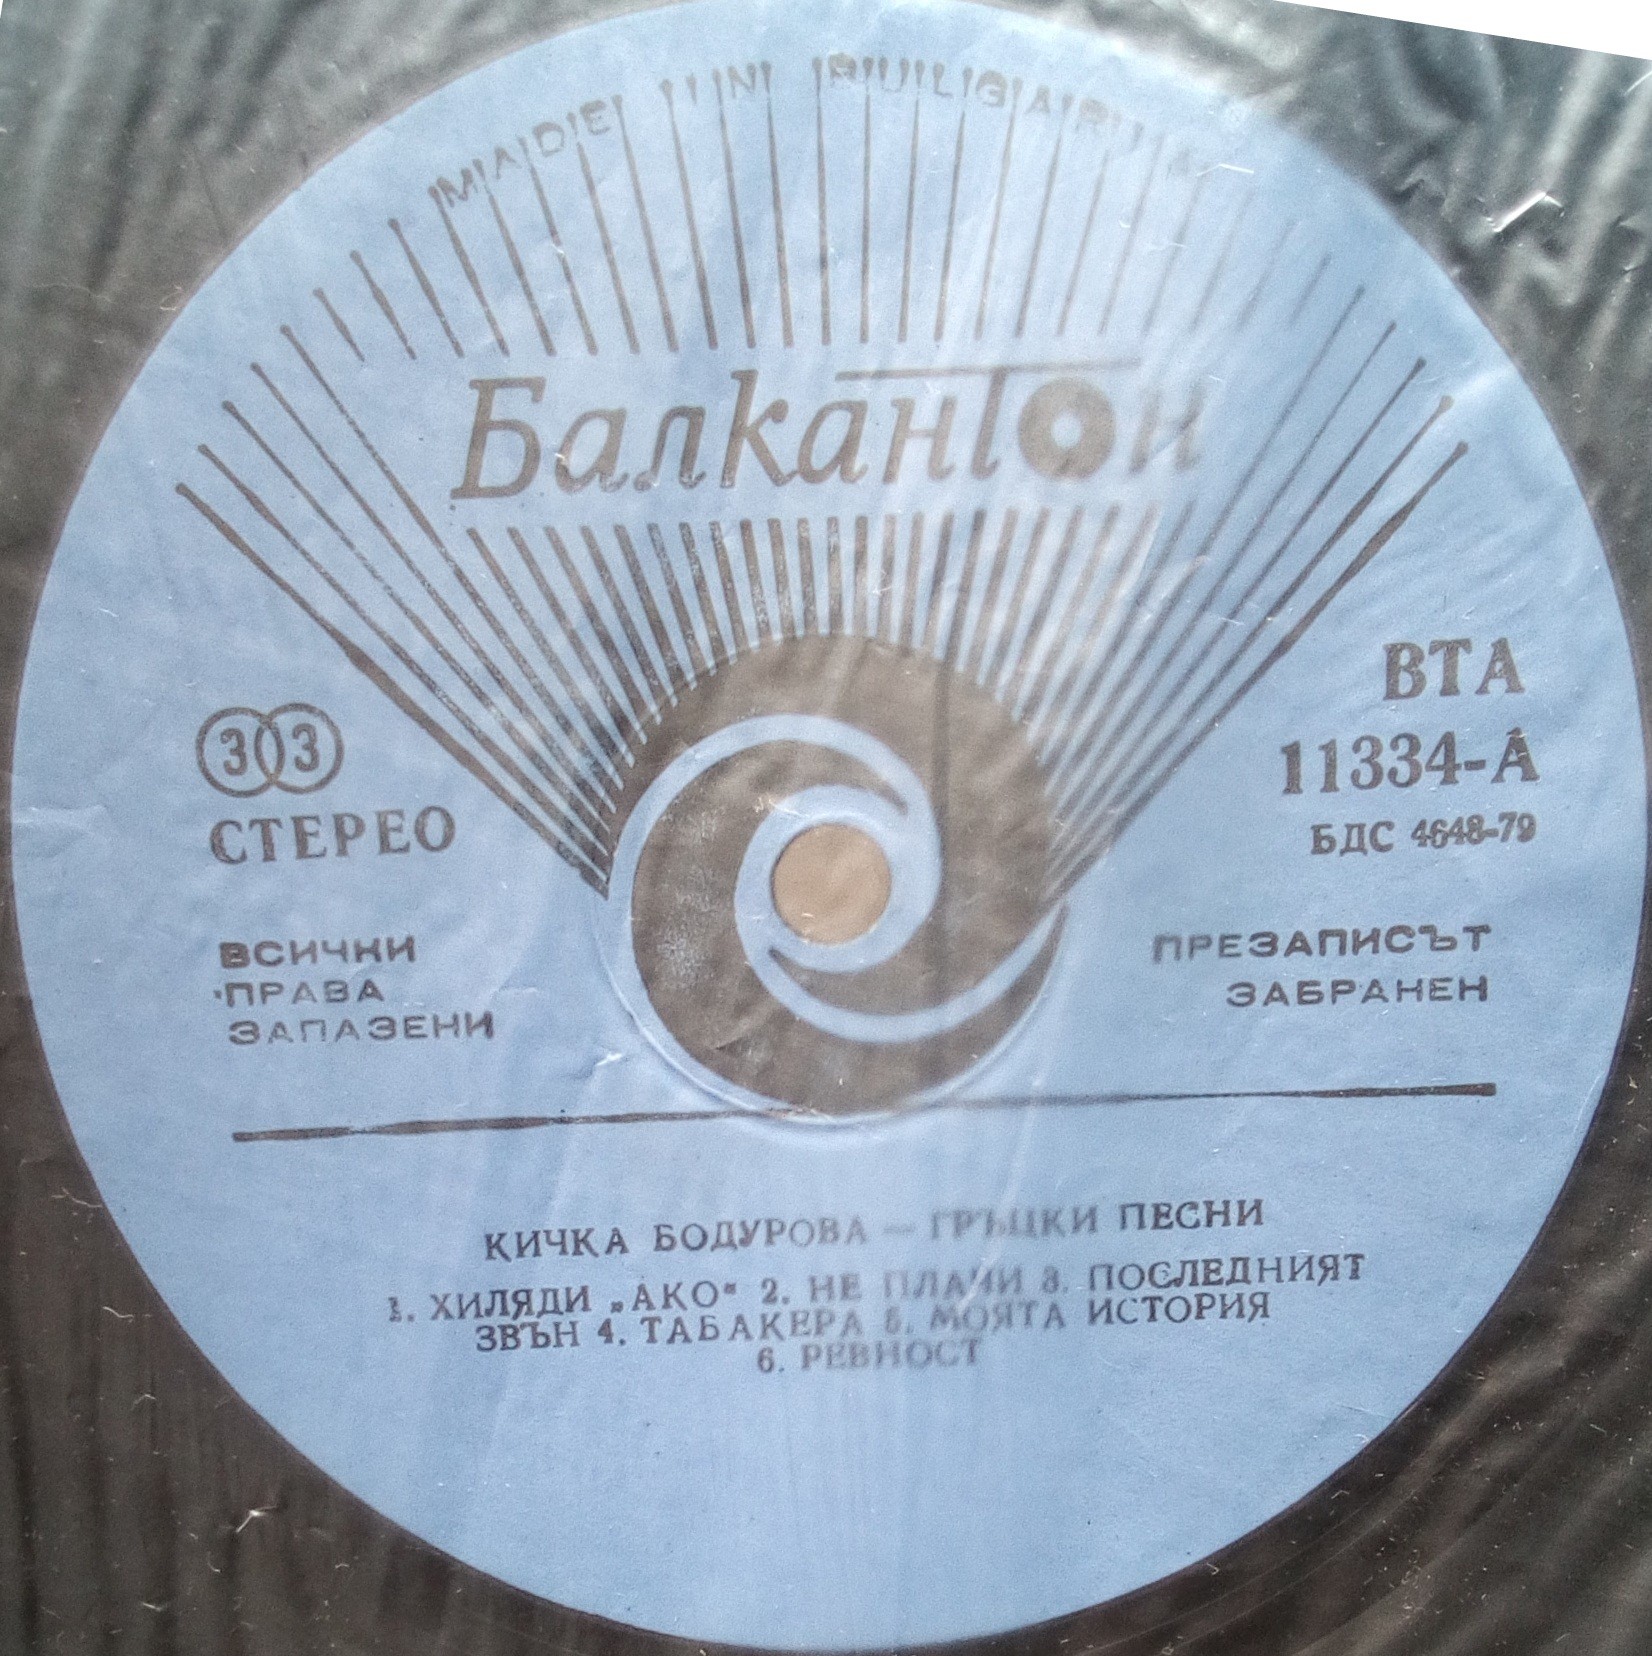 MADE IN BULGARIA
Балкантон
33
СТЕРЕО
ВТА
11334-А
БДС 4648-79
ВСИЧКИ
ПРАВА
ЗАПАЗЕНИ
ПРЕЗАПИСЪТ
ЗАБРАНЕН
КИЧКА БОДУРОВА — ГРЪЦКИ ПЕСНИ
1. ХИЛЯДИ „АКО“ 2. НЕ ПЛАЧИ 3. ПОСЛЕДНИЯТ
ЗВЪН 4. ТАБАКЕРА 5. МОЯТА ИСТОРИЯ
6. РЕВНОСТ